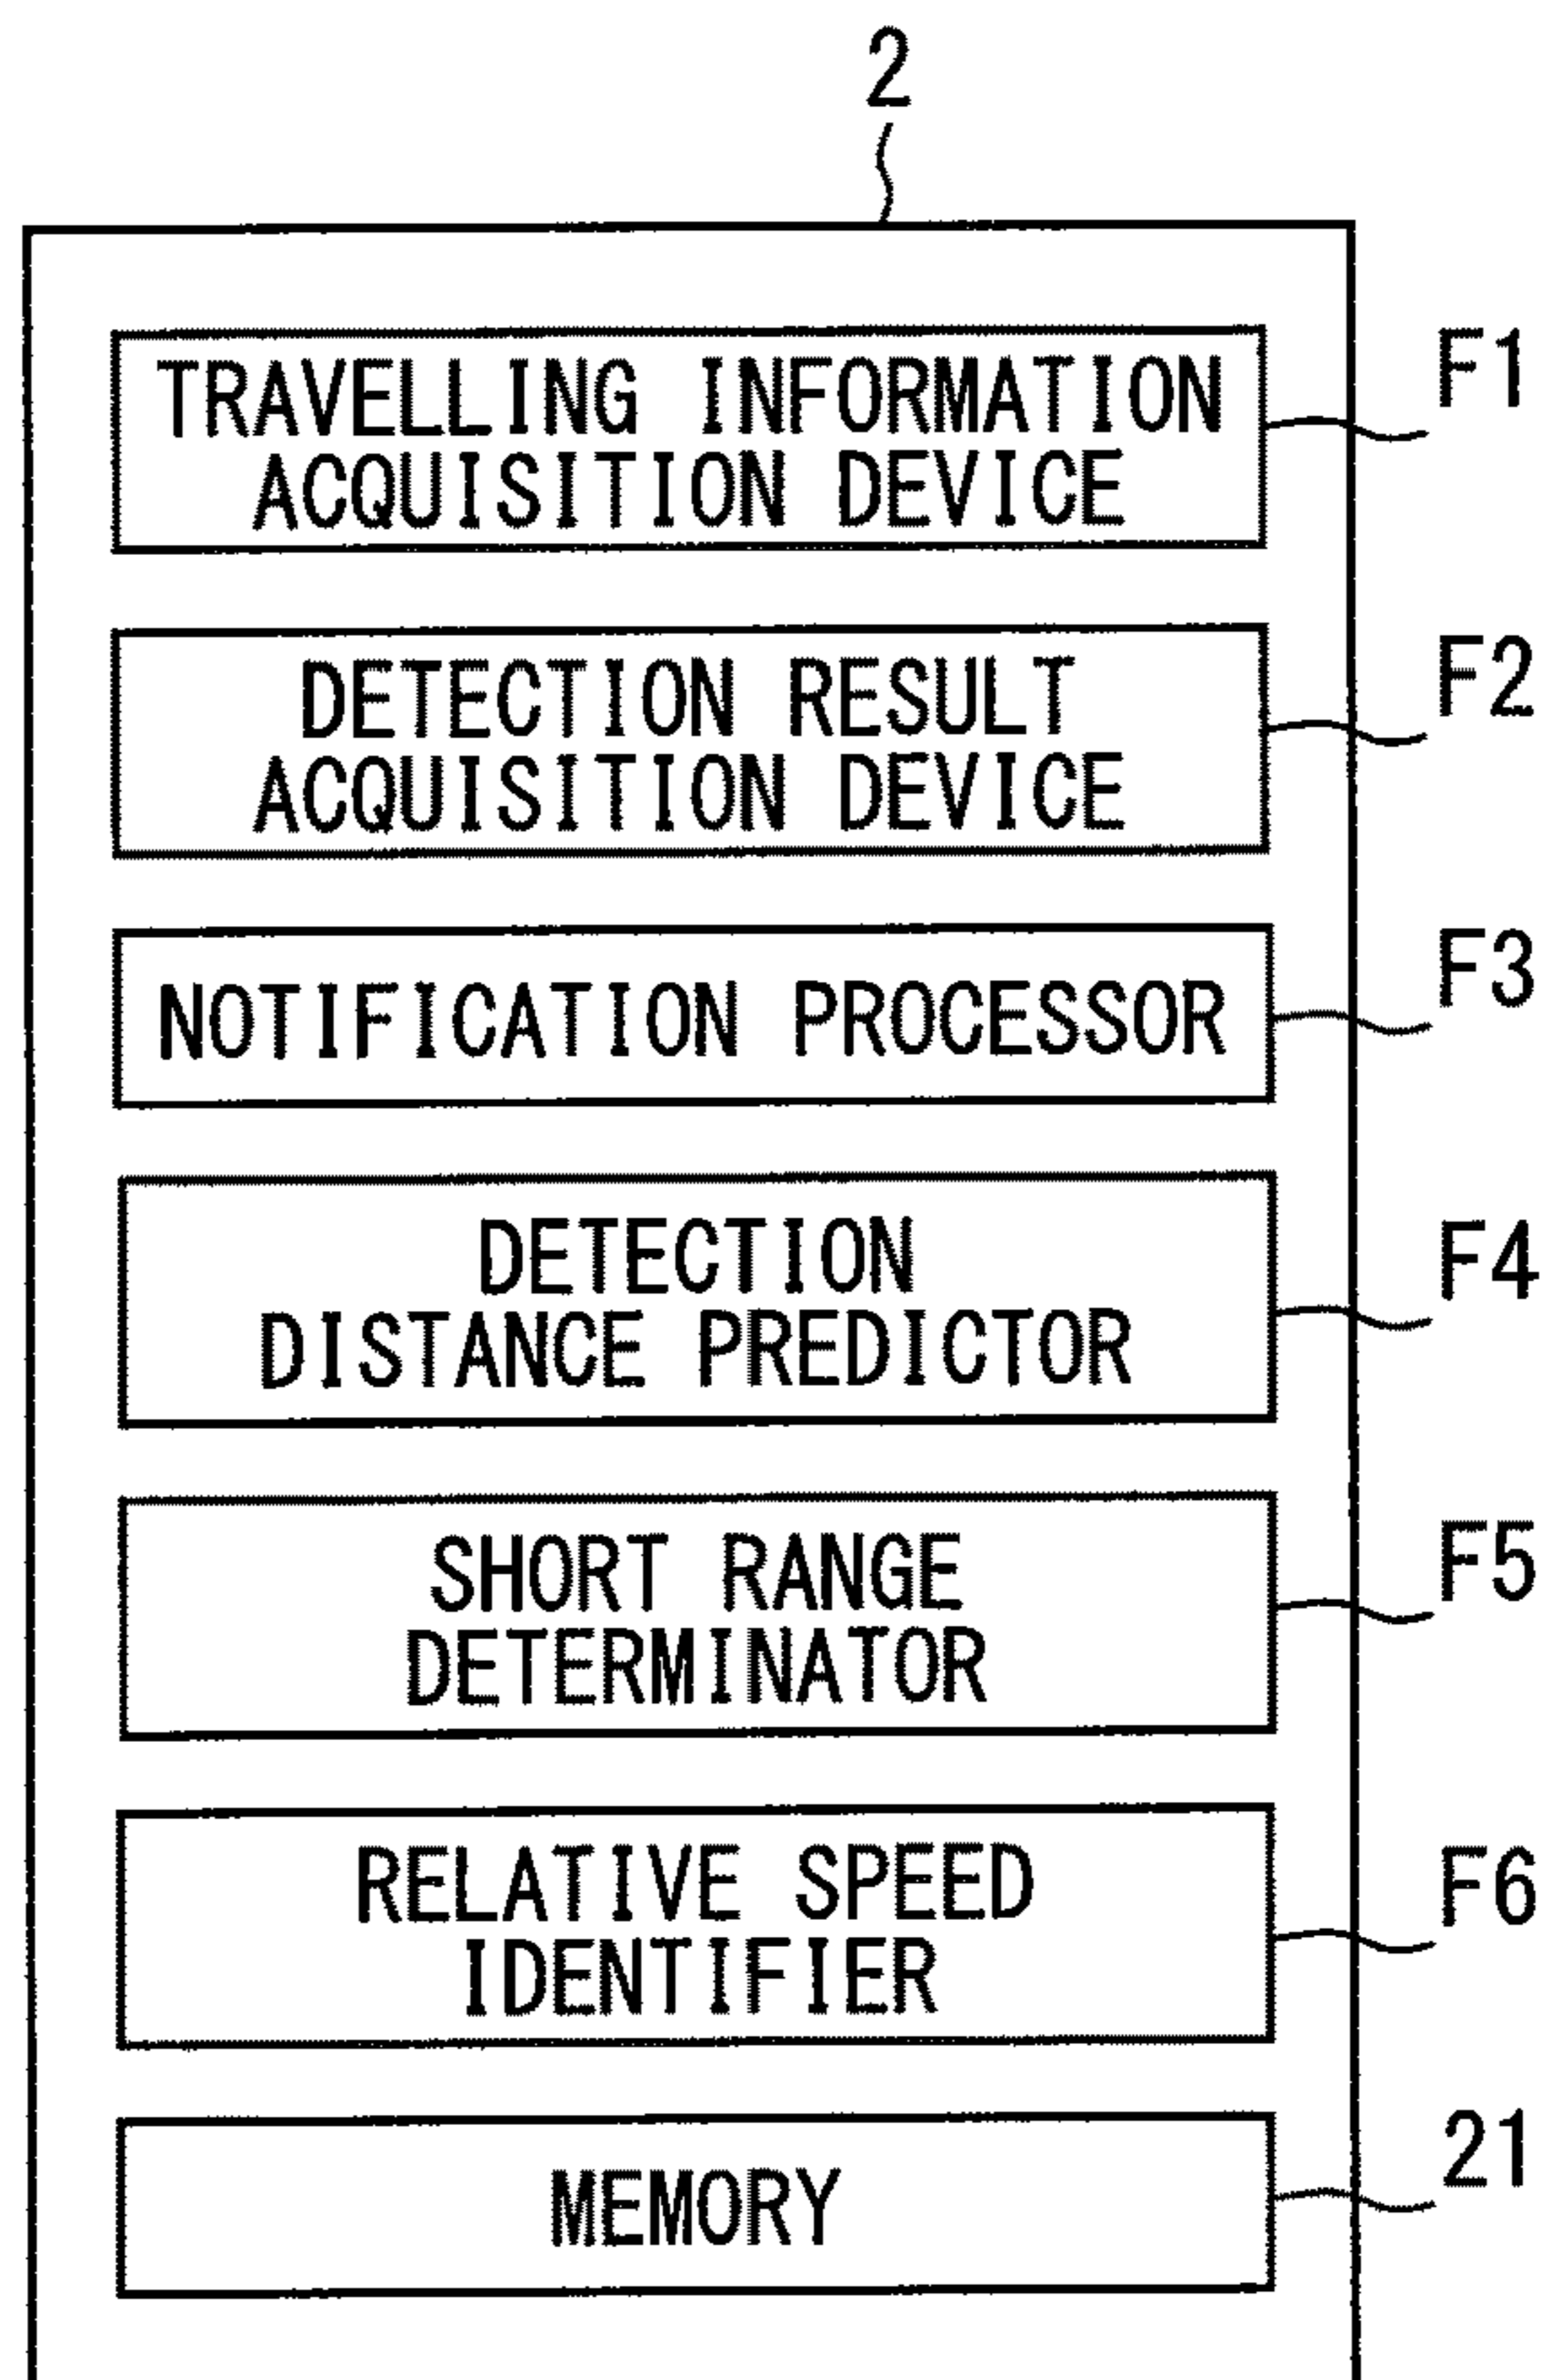 2
TRAVELLING INFORMATION
ACQUISITION DEVICE
F1
DETECTION RESULT
ACQUISITION DEVICE
F2
NOTIFICATION PROCESSOR
F3
DETECTION
DISTANCE PREDICTOR
F4
SHORT RANGE
DETERMINATOR
F5
RELATIVE SPEED
IDENTIFIER
F6
MEMORY
21